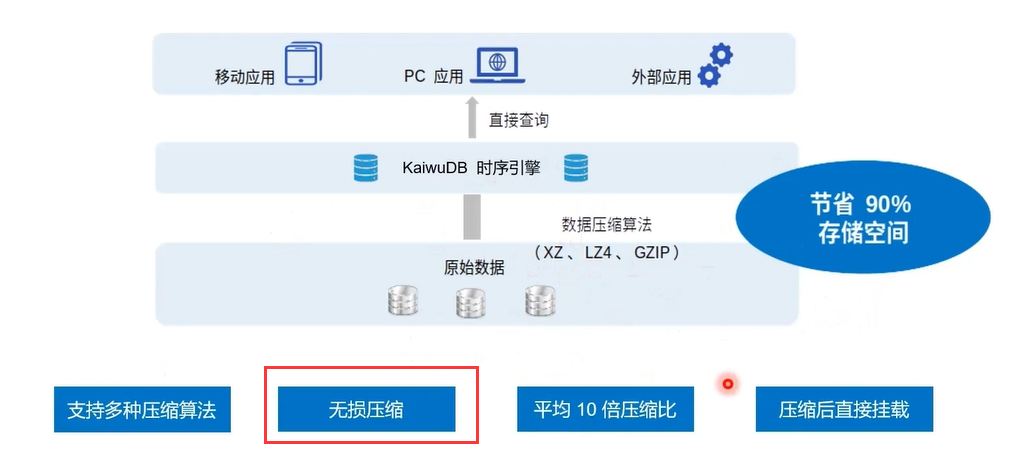 移动应用
PC 应用
外部应用
直接查询
KaiwuDB 时序引擎
节省 90%
存储空间
数据压缩算法
（XZ 、LZ4 、 GZIP）
原始数据
支持多种压缩算法
无损压缩
平均 10 倍压缩比
压缩后直接挂载